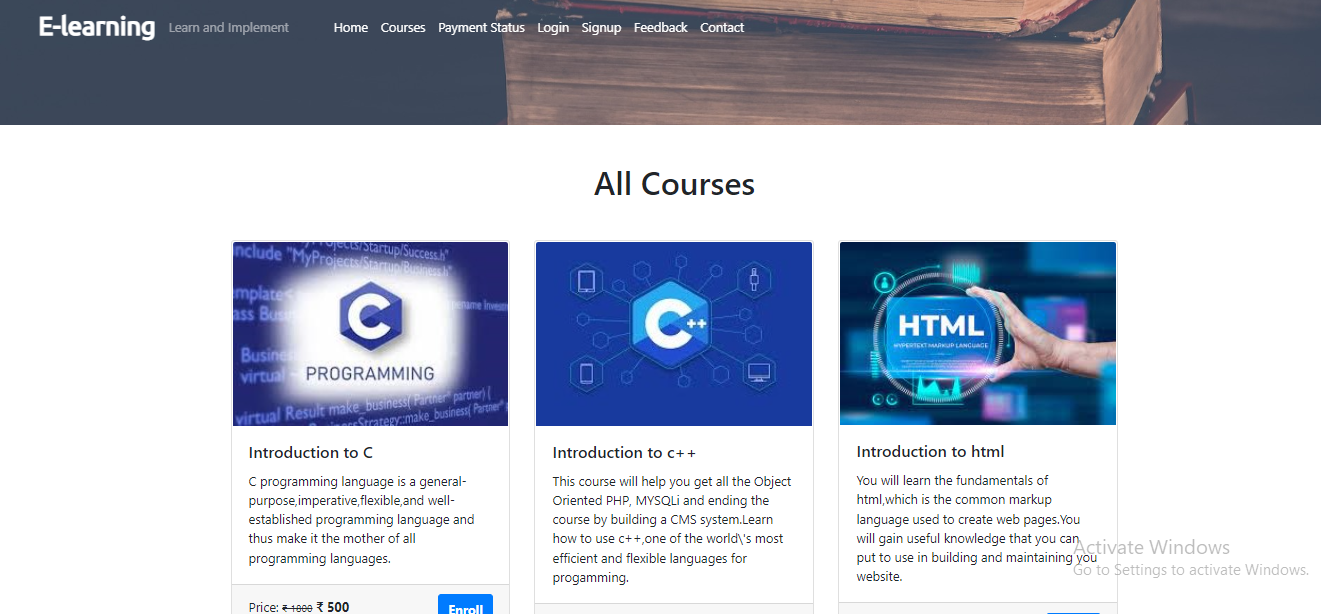 E-learning Learn and Implement Home Courses Payment Status Login Signup Feedback Contact
All Courses
include "MyProjects/Startup/Success.h"
MyProjects/Startup/Business.h"
C
PROGRAMMING
virtual Result make_business( Partner* partner) {
C++
HTML
HYPERTEXT MARKUP LANGUAGE
Introduction to C
C programming language is a general-
purpose,imperative,flexible,and well-
established programming language and
thus make it the mother of all
programming languages.
Price: ₹ 1800 ₹ 500 Enroll
Introduction to c++
This course will help you get all the Object
Oriented PHP, MYSQLi and ending the
course by building a CMS system.Learn
how to use c++,one of the world\'s most
efficient and flexible languages for
progamming.
Introduction to html
You will learn the fundamentals of
html,which is the common markup
language used to create web pages.You
will gain useful knowledge that you can
put to use in building and maintaining you
website.
Activate Windows
Go to Settings to activate Windows.